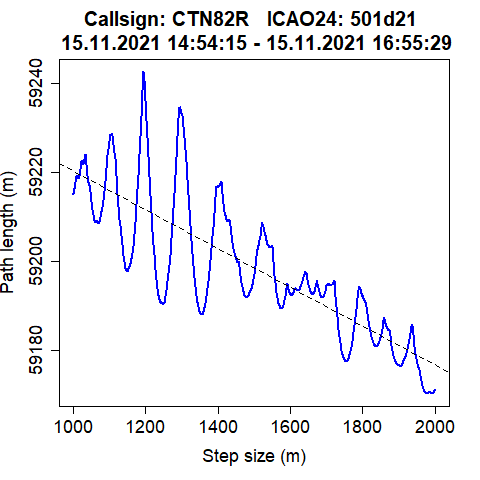 Callsign: CTN82R ICAO24: 501d21
15.11.2021 14:54:15 - 15.11.2021 16:55:29
Path length (m)
59240
59220
59200
59180
1000 1200 1400 1600 1800 2000
Step size (m)